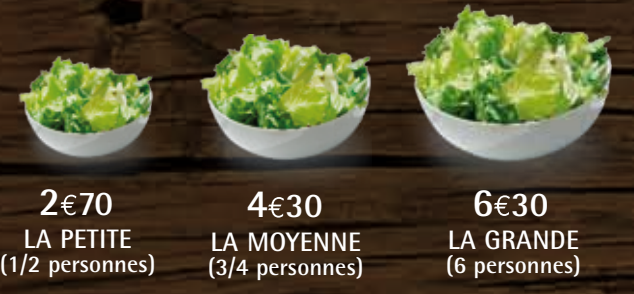 2€70
LA PETITE
(1/2 personnes)
4€30
LA MOYENNE
(3/4 personnes)
6€30
LA GRANDE
(6 personnes)